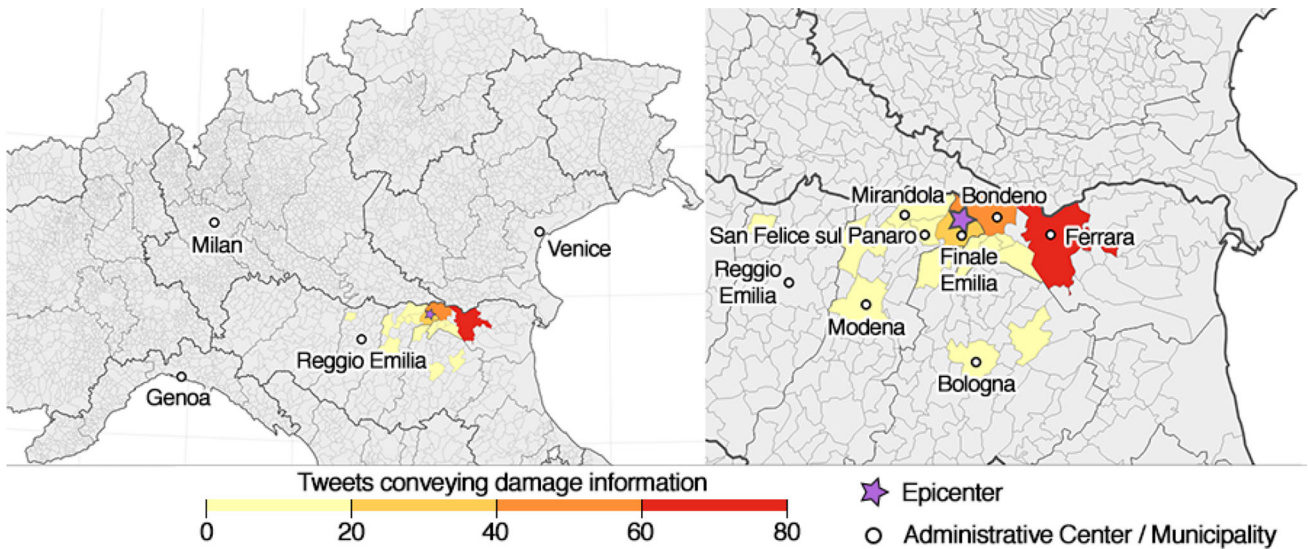 Milan
Venice
Reggio Emilia
Genoa
Mirandola
Bondeno
San Felice sul Panaro
Ferrara
Reggio
Emilia
Finale
Emilia
Modena
Bologna
Tweets conveying damage information
0 20 40 60 80
Epicenter
Administrative Center / Municipality